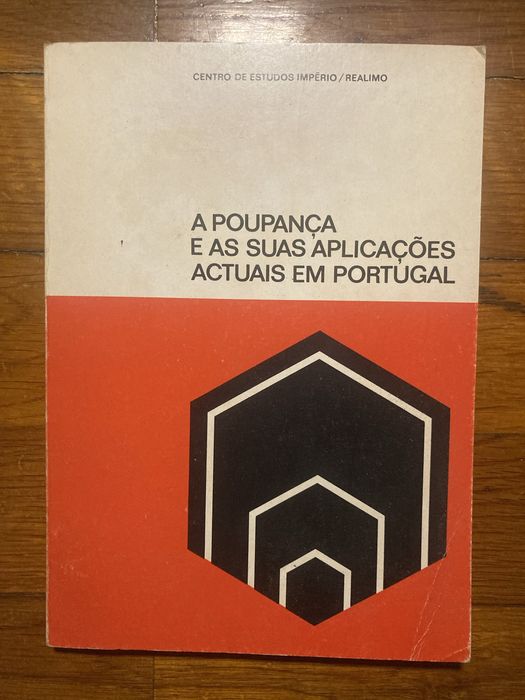 CENTRO DE ESTUDOS IMPÉRIO/REALIMO
A POUPANÇA
E AS SUAS APLICAÇÕES
ACTUAIS EM PORTUGAL